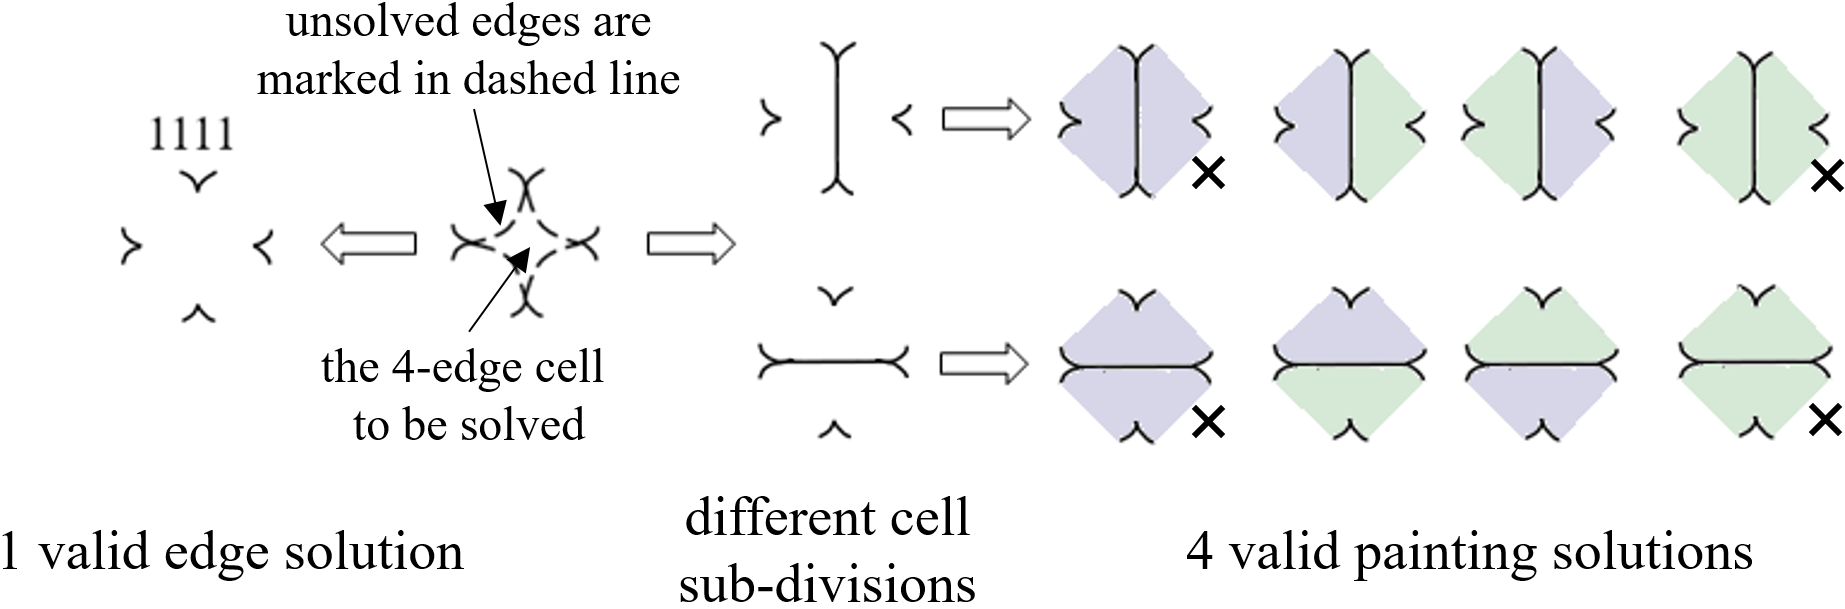 unsolved edges are
marked in dashed line
1111
the 4-edge cell
to be solved
1 valid edge solution
different cell
sub-divisions
4 valid painting solutions